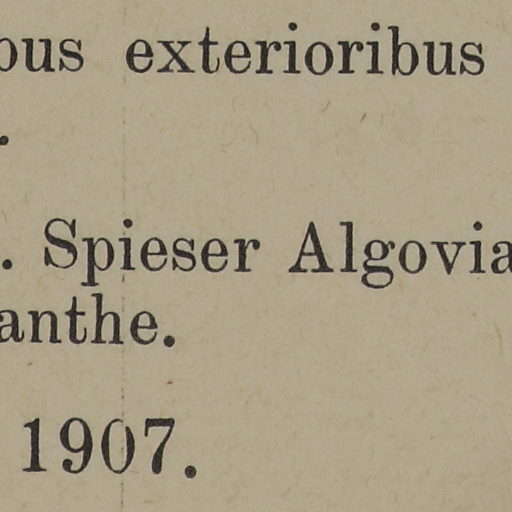 bus exterioribus
.
. Spieser Algovia
anthe.
1907.